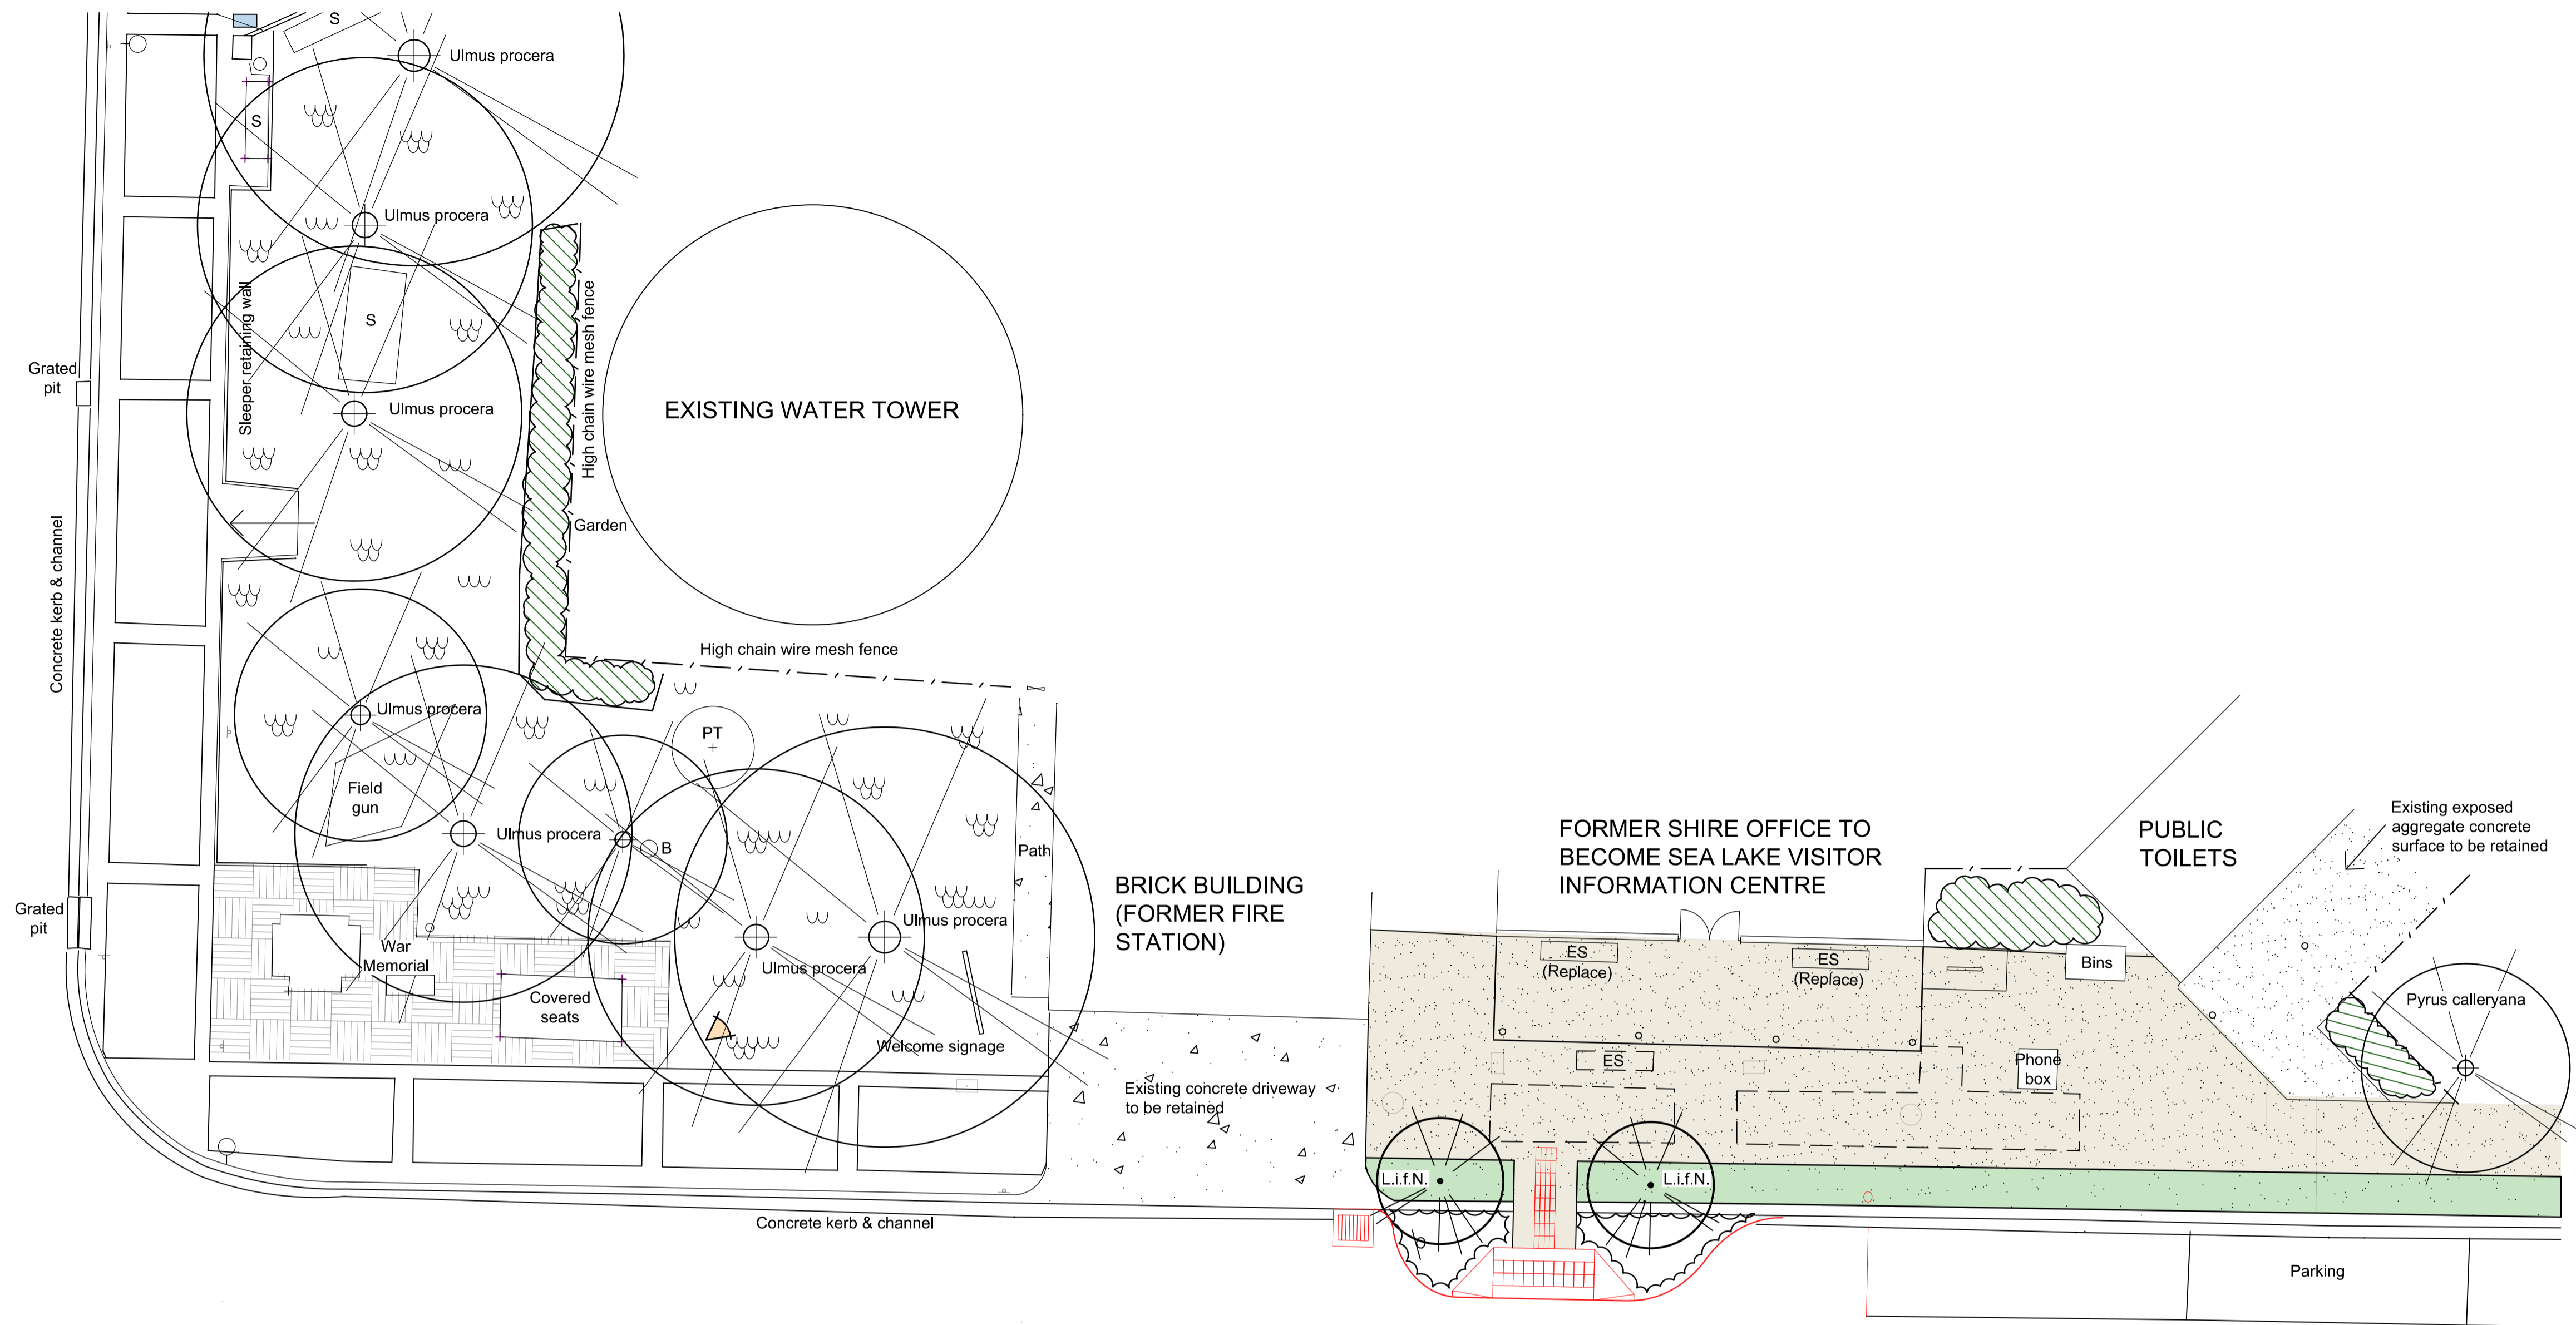 S
Ulmus procera
S
Ulmus procera
Sleeper retaining wall
S
High chain wire mesh fence
Grated
pit
Ulmus procera
EXISTING WATER TOWER
Concrete kerb & channel
Garden
High chain wire mesh fence
Ulmus procera
PT
Field
gun
Ulmus procera
B
Path
Grated
pit
War
Memorial
Ulmus procera
Ulmus procera
Covered
seats
Welcome signage
BRICK BUILDING
(FORMER FIRE
STATION)
Existing concrete driveway
to be retained
Concrete kerb & channel
FORMER SHIRE OFFICE TO
BECOME SEA LAKE VISITOR
INFORMATION CENTRE
PUBLIC
TOILETS
Existing exposed
aggregate concrete
surface to be retained
ES
(Replace)
ES
(Replace)
Bins
Pyrus calleryana
ES
Phone
box
L.i.f.N.
L.i.f.N.
Parking